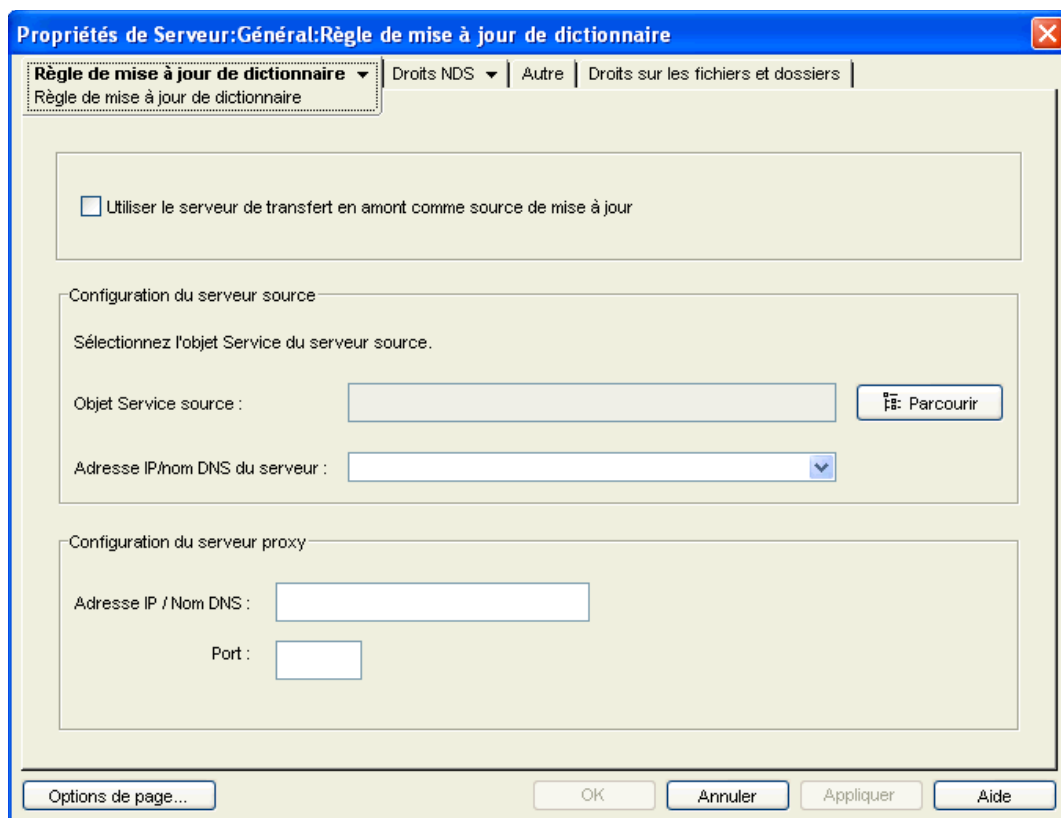 Propriétés de Serveur:Général:Règle de mise à jour de dictionnaire
Règle de mise à jour de dictionnaire Droits NDS Autre Droits sur les fichiers et dossiers
Règle de mise à jour de dictionnaire
Utiliser le serveur de transfert en amont comme source de mise à jour
Configuration du serveur source
Sélectionnez l'objet Service du serveur source.
Objet Service source : Parcourir
Adresse IP/nom DNS du serveur :
Configuration du serveur proxy
Adresse IP / Nom DNS :
Port :
Options de page... OK Annuler Appliquer Aide